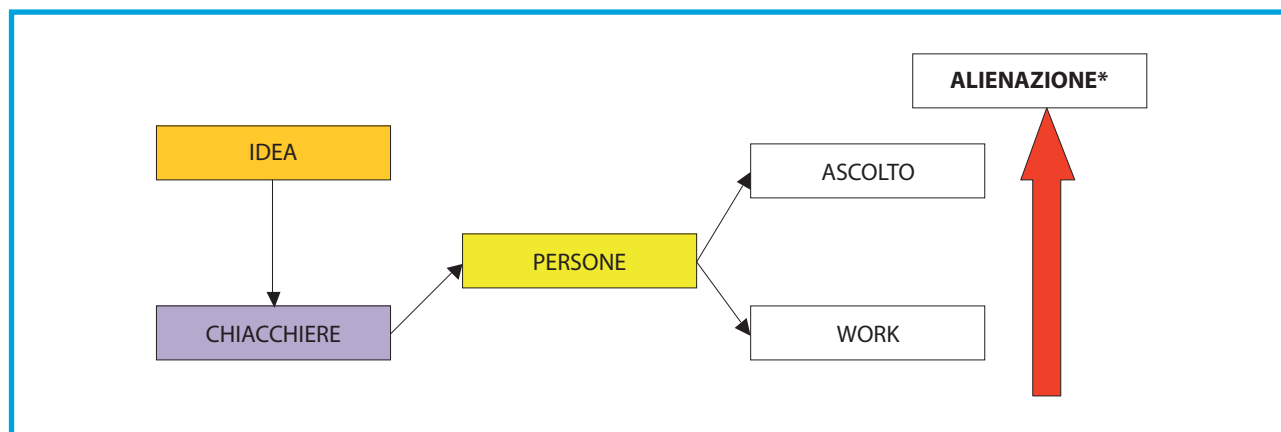 ALIENAZIONE*
IDEA
ASCOLTO
PERSONE
CHIACCHIERE
WORK